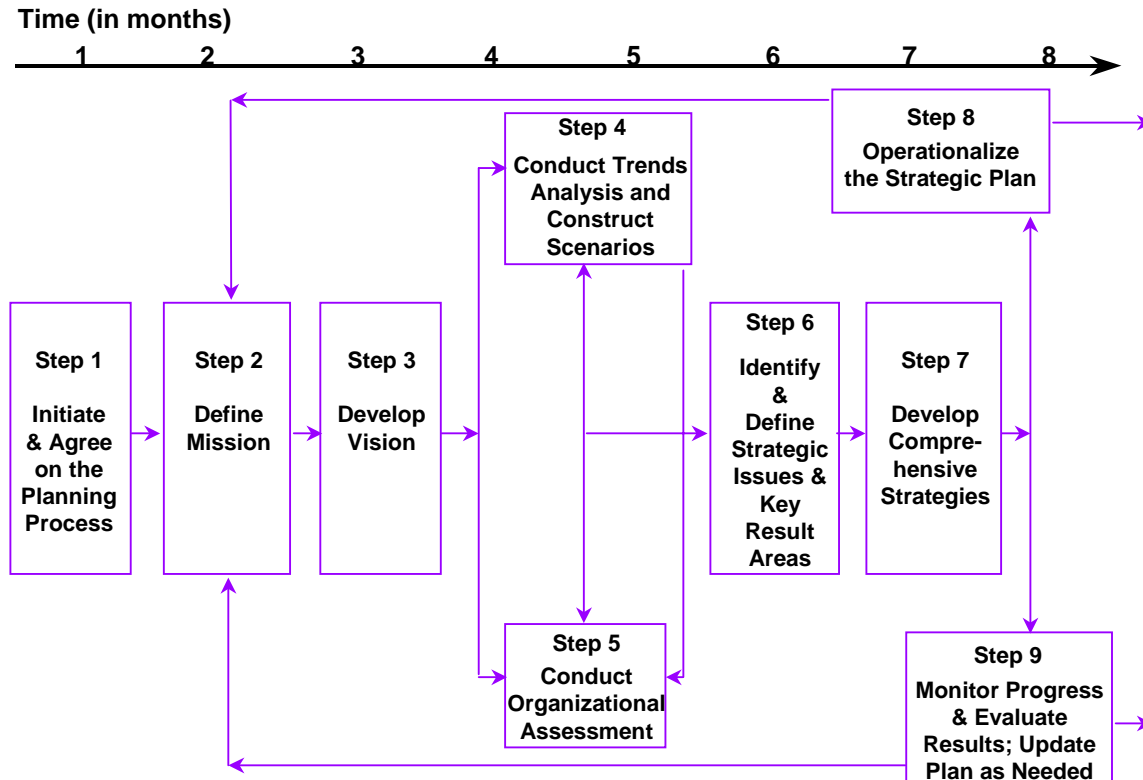 Time (in months)
1 2 3 4 5 6 7 8
Step 1
Initiate
& Agree
on the
Planning
Process
Step 2
Define
Mission
Step 3
Develop
Vision
Step 4
Conduct Trends
Analysis and
Construct
Scenarios
Step 5
Conduct
Organizational
Assessment
Step 6
Identify
&
Define
Strategic
Issues &
Key
Result
Areas
Step 7
Develop
Compre-
hensive
Strategies
Step 8
Operationalize
the Strategic Plan
Step 9
Monitor Progress
& Evaluate
Results; Update
Plan as Needed